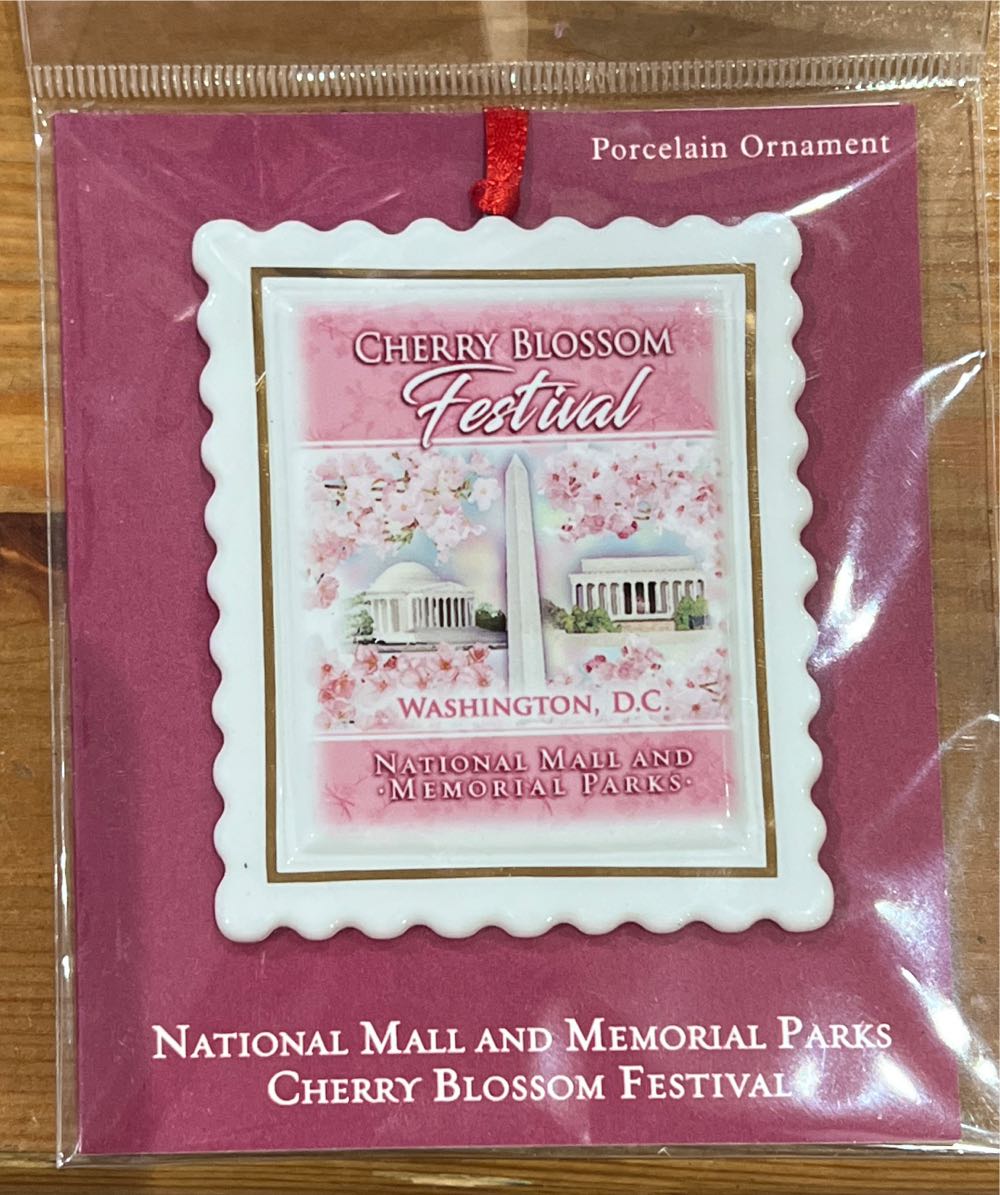 Porcelain Ornament
CHERRY BLOSSOM
Festival
WASHINGTON, D.C.
NATIONAL MALL AND
·MEMORIAL PARKS·
NATIONAL MALL AND MEMORIAL PARKS
CHERRY BLOSSOM FESTIVAL